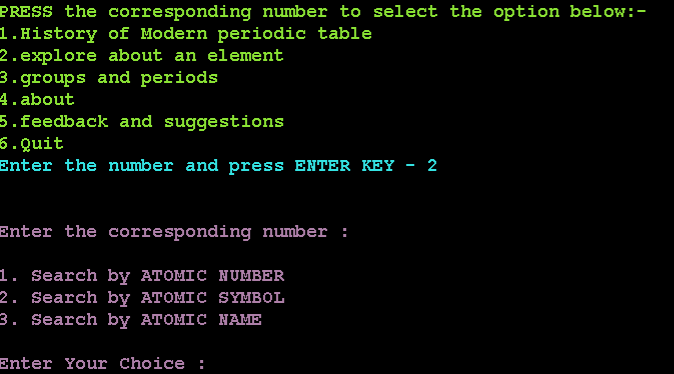 PRESS the corresponding number to select the option below:-
1.History of Modern periodic table
2.explore about an element
3.groups and periods
4.about
5.feedback and suggestions
6.Quit
Enter the number and press ENTER KEY - 2
Enter the corresponding number :
1. Search by ATOMIC NUMBER
2. Search by ATOMIC SYMBOL
3. Search by ATOMIC NAME
Enter Your Choice :